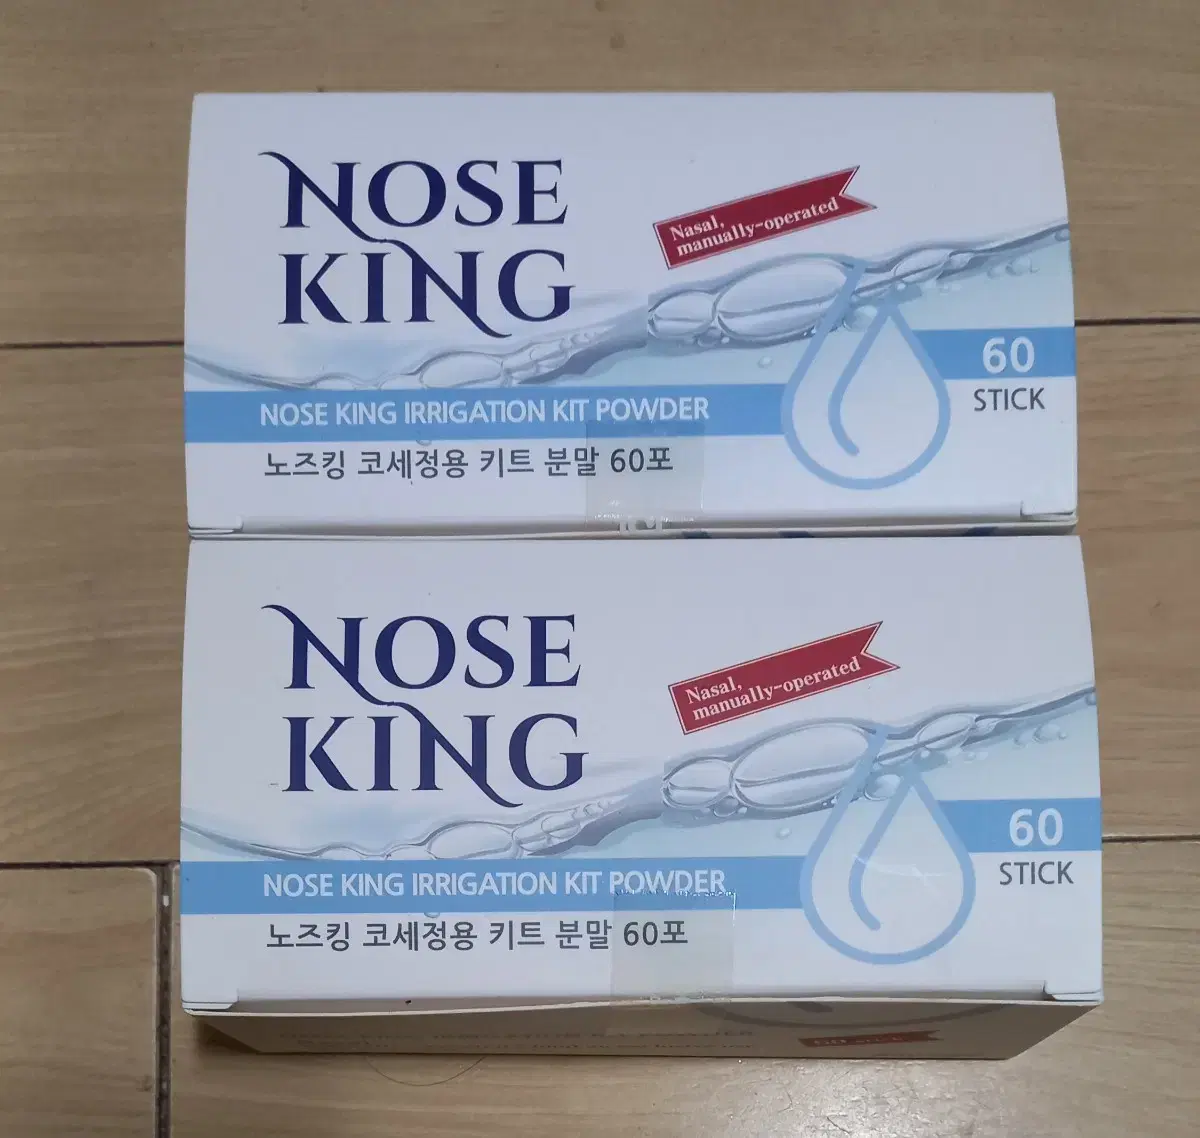 NOSE
KING
Nasal,
manually-operated
60
STICK
NOSE KING IRRIGATION KIT POWDER
노즈킹 코세정용 키트 분말 60포
NOSE
KING
Nasal,
manually-operated
60
STICK
NOSE KING IRRIGATION KIT POWDER
노즈킹 코세정용 키트 분말 60포